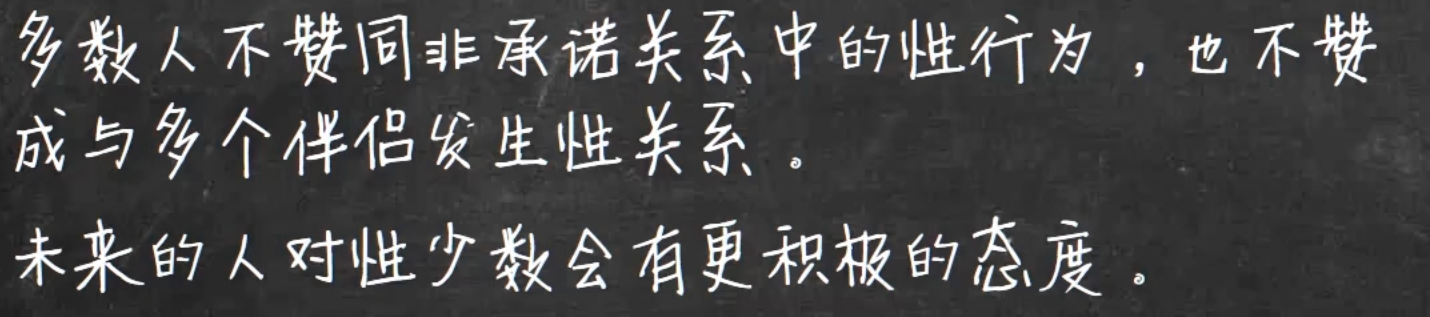 多数人不赞同非承诺关系中的性行为，也不赞
成与多个伴侣发生性关系。
未来的人对性少数会有更积极的态度。